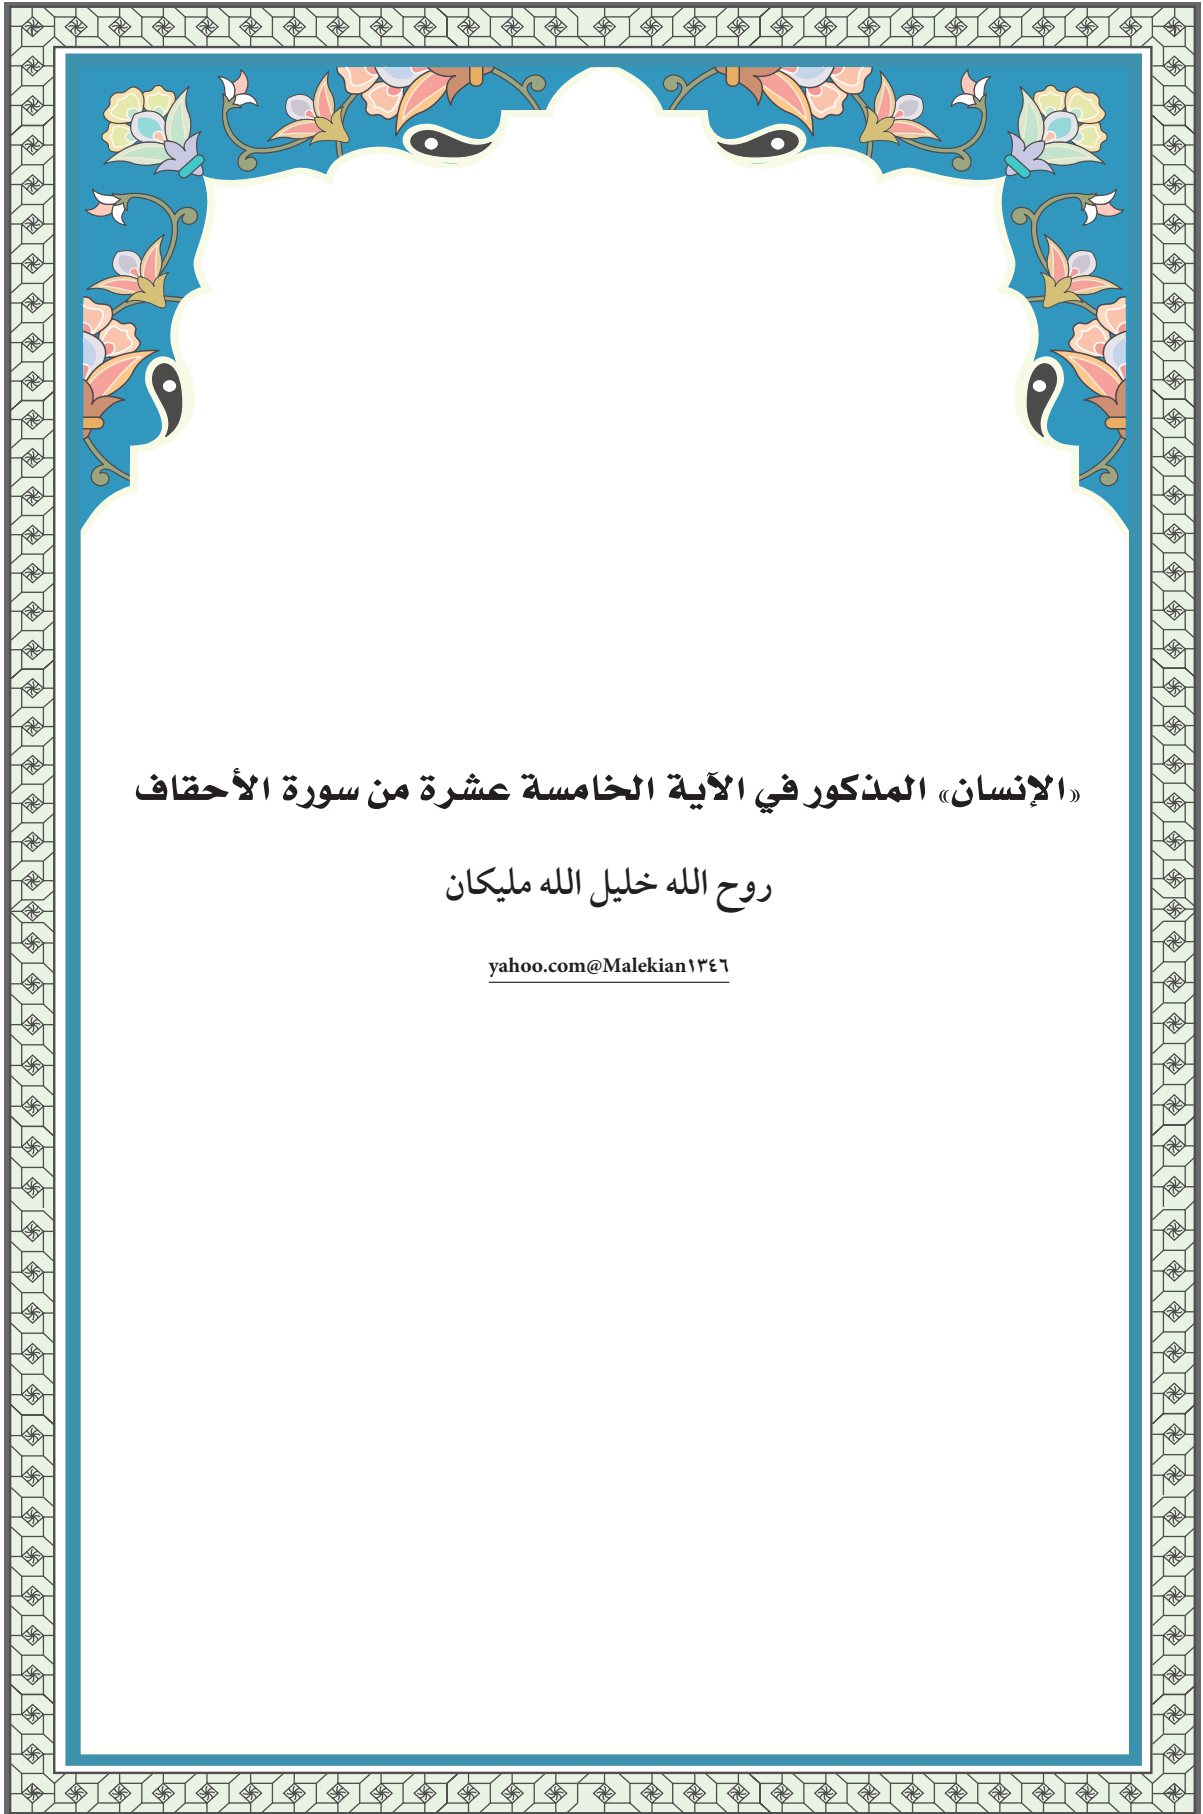 «الإنسان» المذكور في الآية الخامسة عشرة من سورة الأحقاف
روح الله خليل الله مليكان
yahoo.com@Malekian١٣٤٦